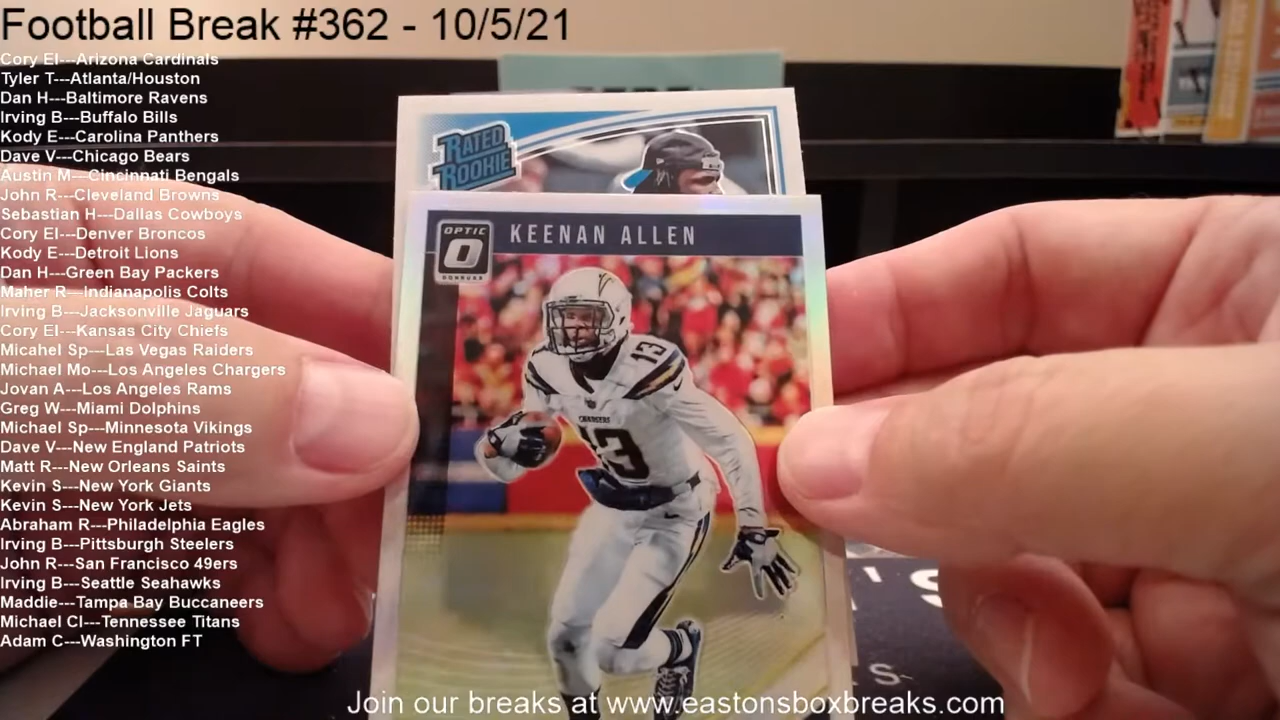 Football Break #362 - 10/5/21
Cory El---Arizona Cardinals
Tyler T---Atlanta/Houston
Dan H---Baltimore Ravens
Irving B---Buffalo Bills
Kody E---Carolina Panthers
Dave V---Chicago Bears
Austin M---Cincinnati Bengals
John R---Cleveland Browns
Sebastian H---Dallas Cowboys
Cory El---Denver Broncos
Kody E---Detroit Lions
Dan H---Green Bay Packers
Maher R---Indianapolis Colts
Irving B---Jacksonville Jaguars
Cory El---Kansas City Chiefs
Micahel Sp---Las Vegas Raiders
Michael Mo---Los Angeles Chargers
Jovan A---Los Angeles Rams
Greg W---Miami Dolphins
Michael Sp---Minnesota Vikings
Dave V---New England Patriots
Matt R---New Orleans Saints
Kevin S---New York Giants
Kevin S---New York Jets
Abraham R---Philadelphia Eagles
Irving B---Pittsburgh Steelers
John R---San Francisco 49ers
Irving B---Seattle Seahawks
Maddie---Tampa Bay Buccaneers
Michael Cl---Tennessee Titans
Adam C---Washington FT
RATED
ROOKIE
OPTIC
DONRUSS
KEENAN ALLEN
13
CHARGERS
13
Join our breaks at www.eastonsboxbreaks.com